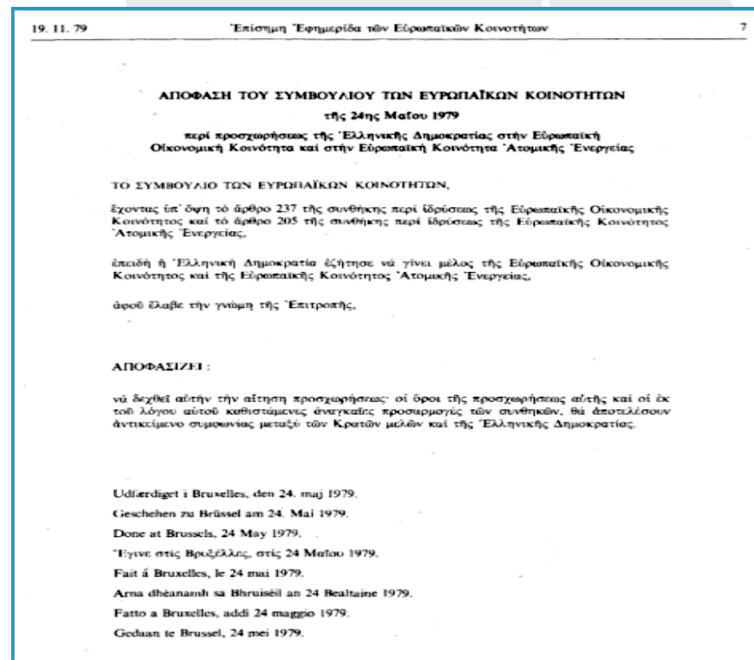 19. 11. 79 Ἐπίσημη Ἐφημερίδα τῶν Εὐρωπαϊκῶν Κοινοτήτων 7
ΑΠΟΦΑΣΗ ΤΟΥ ΣΥΜΒΟΥΛΙΟΥ ΤΩΝ ΕΥΡΩΠΑΪΚΩΝ ΚΟΙΝΟΤΗΤΩΝ
τῆς 24ης Μαΐου 1979
περί προσχωρήσεως τῆς Ἑλληνικῆς Δημοκρατίας στήν Εὐρωπαϊκή
Οἰκονομική Κοινότητα καί στήν Εὐρωπαϊκή Κοινότητα Ἀτομικῆς Ἐνεργείας
ΤΟ ΣΥΜΒΟΥΛΙΟ ΤΩΝ ΕΥΡΩΠΑΪΚΩΝ ΚΟΙΝΟΤΗΤΩΝ,
ἔχοντας ὑπ' ὄψη τό ἄρθρο 237 τῆς συνθήκης περί ἱδρύσεως τῆς Εὐρωπαϊκῆς Οἰκονομικῆς
Κοινότητος καί τό ἄρθρο 205 τῆς συνθήκης περί ἱδρύσεως τῆς Εὐρωπαϊκῆς Κοινότητος
Ἀτομικῆς Ἐνεργείας,
ἐπειδή ἡ Ἑλληνική Δημοκρατία ἐζήτησε νά γίνει μέλος τῆς Εὐρωπαϊκῆς Οἰκονομικῆς
Κοινότητος καί τῆς Εὐρωπαϊκῆς Κοινότητος Ἀτομικῆς Ἐνεργείας,
ἀφοῦ ἔλαβε τήν γνώμη τῆς Ἐπιτροπῆς,
ΑΠΟΦΑΣΙΖΕΙ :
νά δεχθεῖ αὐτήν τήν αἴτηση προσχωρήσεως· οἱ ὅροι τῆς προσχωρήσεως αὐτῆς καί οἱ ἐκ
τοῦ λόγου αὐτοῦ καθιστάμενες ἀναγκαῖες προσαρμογές τῶν συνθηκῶν, θά ἀποτελέσουν
ἀντικείμενο συμφωνίας μεταξύ τῶν Κρατῶν μελῶν καί τῆς Ἑλληνικῆς Δημοκρατίας.
Udfærdiget i Bruxelles, den 24. maj 1979.
Geschehen zu Brüssel am 24. Mai 1979.
Done at Brussels, 24 May 1979.
Ἔγινε στίς Βρυξέλλες, στίς 24 Μαΐου 1979.
Fait á Bruxelles, le 24 mai 1979.
Arna dhéanamh sa Bhruiséil an 24 Bealtaine 1979.
Fatto a Bruxelles, addi 24 maggio 1979.
Gedaan te Brussel, 24 mei 1979.